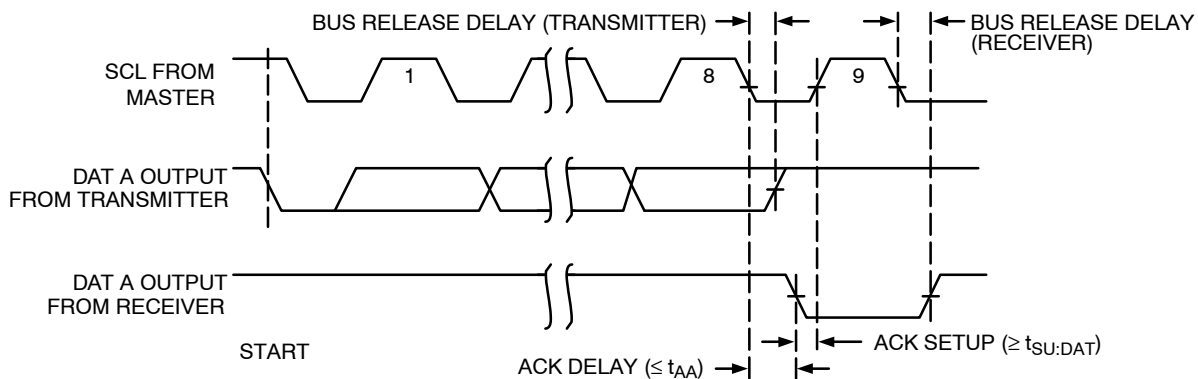 BUS RELEASE DELAY (TRANSMITTER)
BUS RELEASE DELAY
(RECEIVER)
SCL FROM
MASTER
1
8
9
DAT A OUTPUT
FROM TRANSMITTER
DAT A OUTPUT
FROM RECEIVER
START
ACK SETUP (≥ tSU:DAT)
ACK DELAY (≤ tAA)